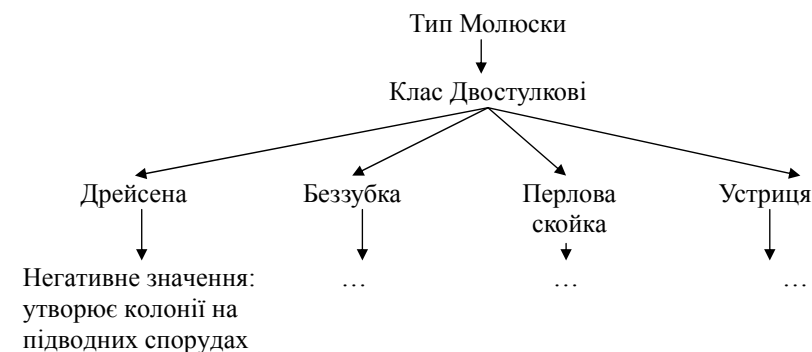 Тип Молюски
Клас Двостулкові
Дрейсена Беззубка Перлова скойка Устриця
Негативне значення: … … …
утворює колонії на
підводних спорудах